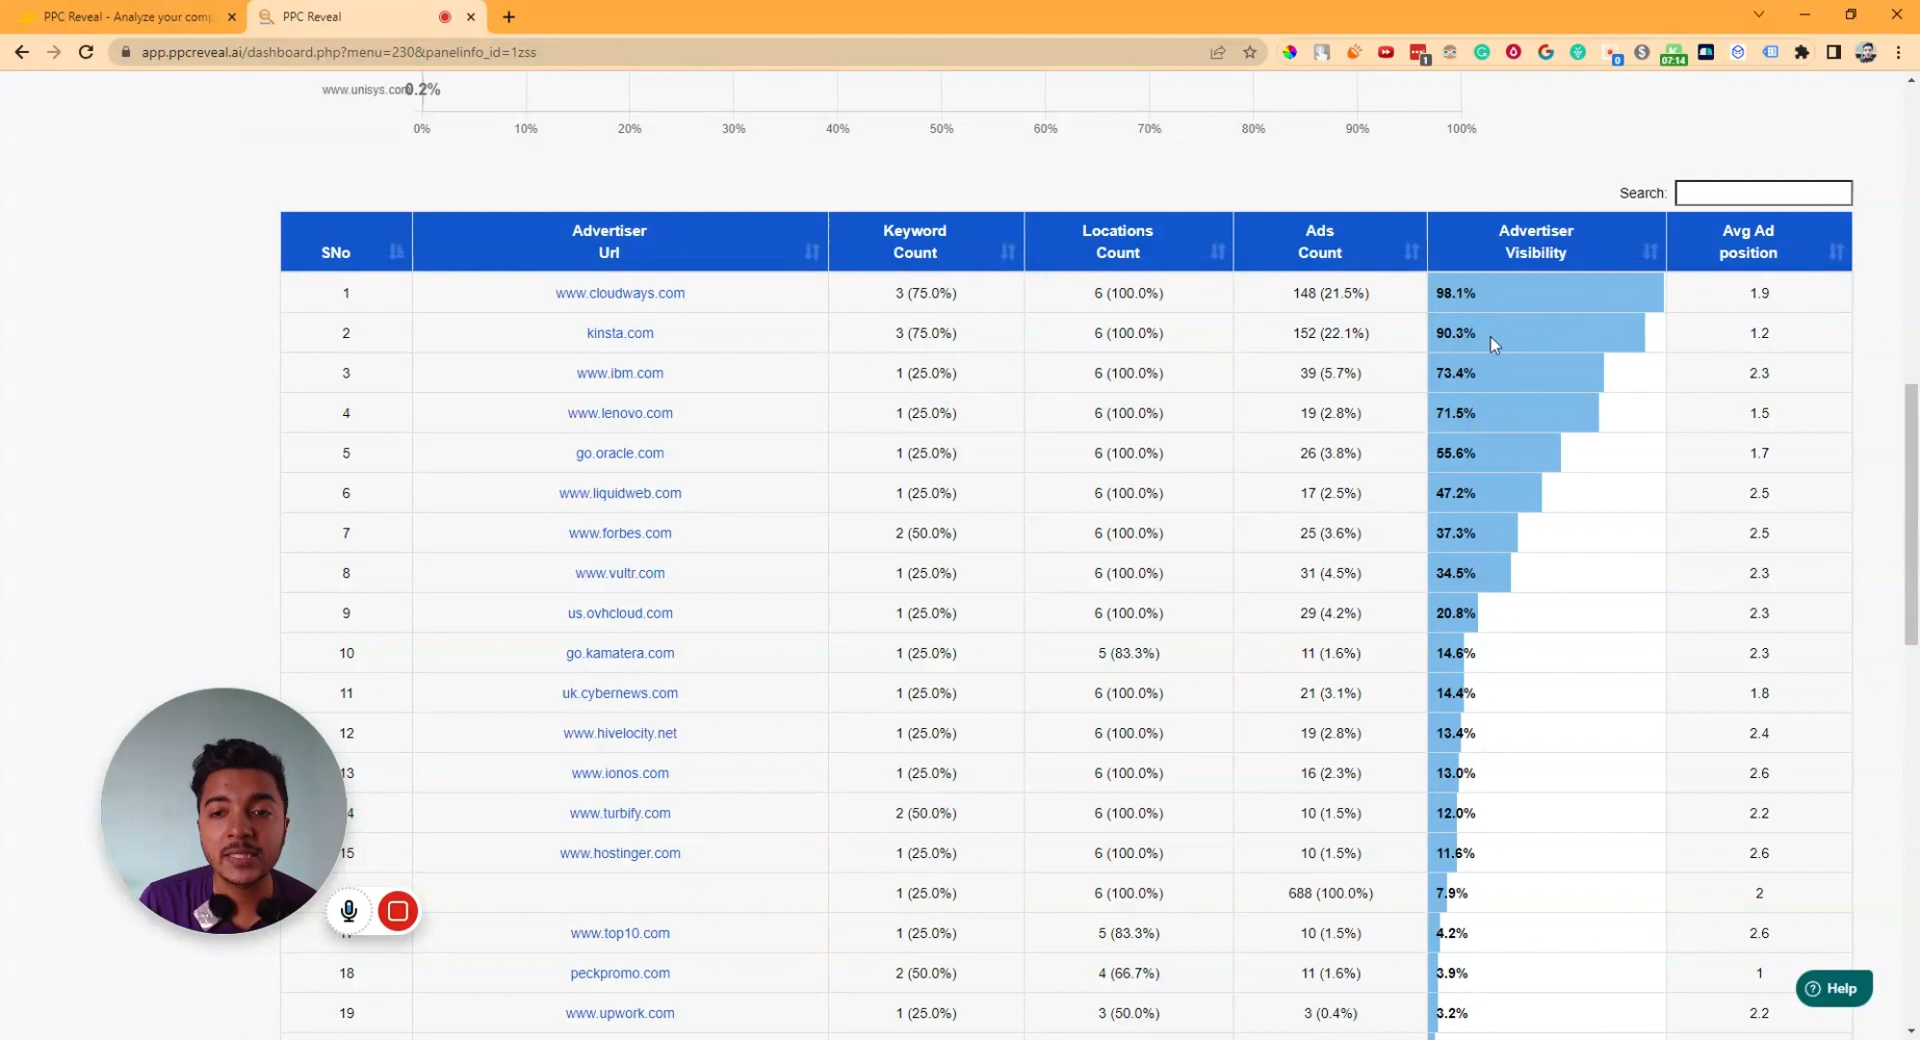 PPC Reveal - Analyze your comp
PPC Reveal
app.ppcreveal.ai/dashboard.php?menu=230&panelinfo_id=1zss
1
0
07:14
www.unisys.com 0.2%
0% 10% 20% 30% 40% 50% 60% 70% 80% 90% 100%
Search:
SNo Advertiser Url Keyword Count Locations Count Ads Count Advertiser Visibility Avg Ad position
1 www.cloudways.com 3 (75.0%) 6 (100.0%) 148 (21.5%) 98.1% 1.9
2 kinsta.com 3 (75.0%) 6 (100.0%) 152 (22.1%) 90.3% 1.2
3 www.ibm.com 1 (25.0%) 6 (100.0%) 39 (5.7%) 73.4% 2.3
4 www.lenovo.com 1 (25.0%) 6 (100.0%) 19 (2.8%) 71.5% 1.5
5 go.oracle.com 1 (25.0%) 6 (100.0%) 26 (3.8%) 55.6% 1.7
6 www.liquidweb.com 1 (25.0%) 6 (100.0%) 17 (2.5%) 47.2% 2.5
7 www.forbes.com 2 (50.0%) 6 (100.0%) 25 (3.6%) 37.3% 2.5
8 www.vultr.com 1 (25.0%) 6 (100.0%) 31 (4.5%) 34.5% 2.3
9 us.ovhcloud.com 1 (25.0%) 6 (100.0%) 29 (4.2%) 20.8% 2.3
10 go.kamatera.com 1 (25.0%) 5 (83.3%) 11 (1.6%) 14.6% 2.3
11 uk.cybernews.com 1 (25.0%) 6 (100.0%) 21 (3.1%) 14.4% 1.8
12 www.hivelocity.net 1 (25.0%) 6 (100.0%) 19 (2.8%) 13.4% 2.4
13 www.ionos.com 1 (25.0%) 6 (100.0%) 16 (2.3%) 13.0% 2.6
4 www.turbify.com 2 (50.0%) 6 (100.0%) 10 (1.5%) 12.0% 2.2
15 www.hostinger.com 1 (25.0%) 6 (100.0%) 10 (1.5%) 11.6% 2.6
1 (25.0%) 6 (100.0%) 688 (100.0%) 7.9% 2
www.top10.com 1 (25.0%) 5 (83.3%) 10 (1.5%) 4.2% 2.6
18 peckpromo.com 2 (50.0%) 4 (66.7%) 11 (1.6%) 3.9% 1
19 www.upwork.com 1 (25.0%) 3 (50.0%) 3 (0.4%) 3.2% 2.2
Help